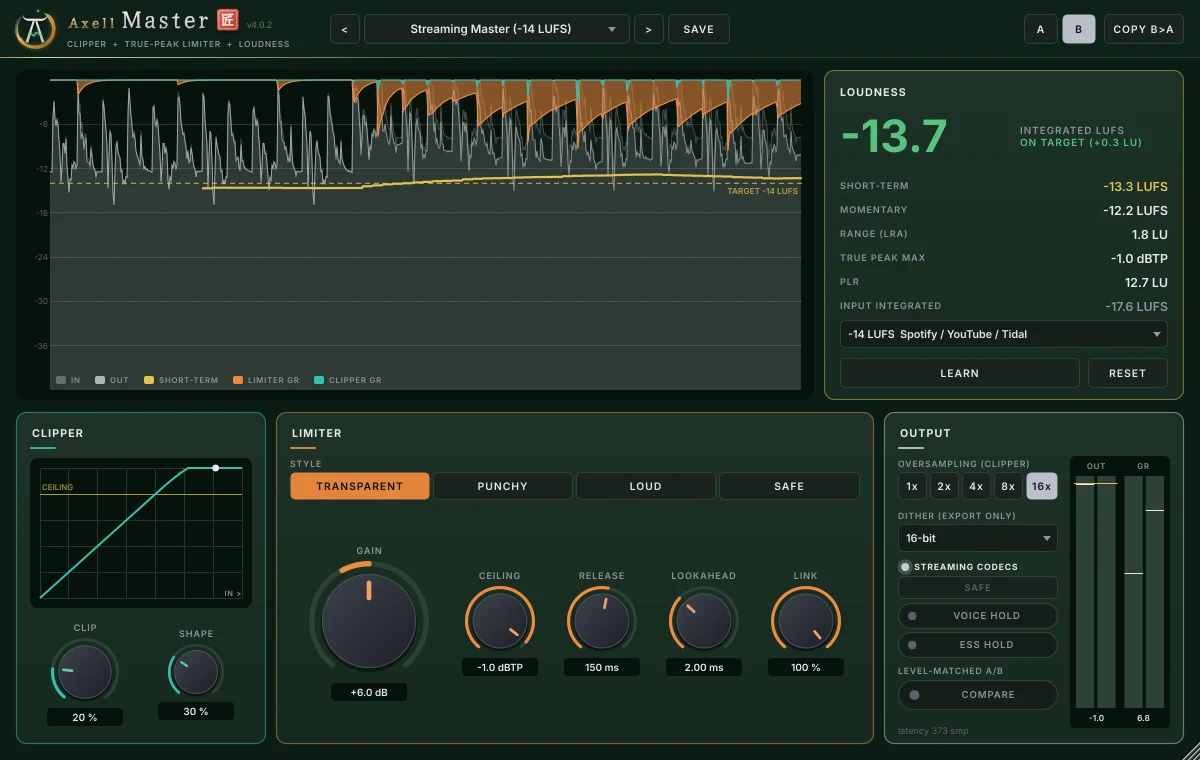 Axell Master 匠 v4.0.2
CLIPPER + TRUE-PEAK LIMITER + LOUDNESS
< Streaming Master (-14 LUFS) > SAVE
A B COPY B>A
-6
-12
-18
-24
-30
-36
TARGET -14 LUFS
IN OUT SHORT-TERM LIMITER GR CLIPPER GR
LOUDNESS
-13.7
INTEGRATED LUFS
ON TARGET (+0.3 LU)
SHORT-TERM -13.3 LUFS
MOMENTARY -12.2 LUFS
RANGE (LRA) 1.8 LU
TRUE PEAK MAX -1.0 dBTP
PLR 12.7 LU
INPUT INTEGRATED -17.6 LUFS
-14 LUFS Spotify / YouTube / Tidal
LEARN RESET
CLIPPER
CEILING
IN >
CLIP SHAPE
20 % 30 %
LIMITER
STYLE
TRANSPARENT PUNCHY LOUD SAFE
GAIN
+6.0 dB
CEILING RELEASE LOOKAHEAD LINK
-1.0 dBTP 150 ms 2.00 ms 100 %
OUTPUT
OVERSAMPLING (CLIPPER)
1x 2x 4x 8x 16x
DITHER (EXPORT ONLY)
16-bit
STREAMING CODECS
SAFE
VOICE HOLD
ESS HOLD
LEVEL-MATCHED A/B
COMPARE
latency 373 smp
OUT GR
-1.0 6.8